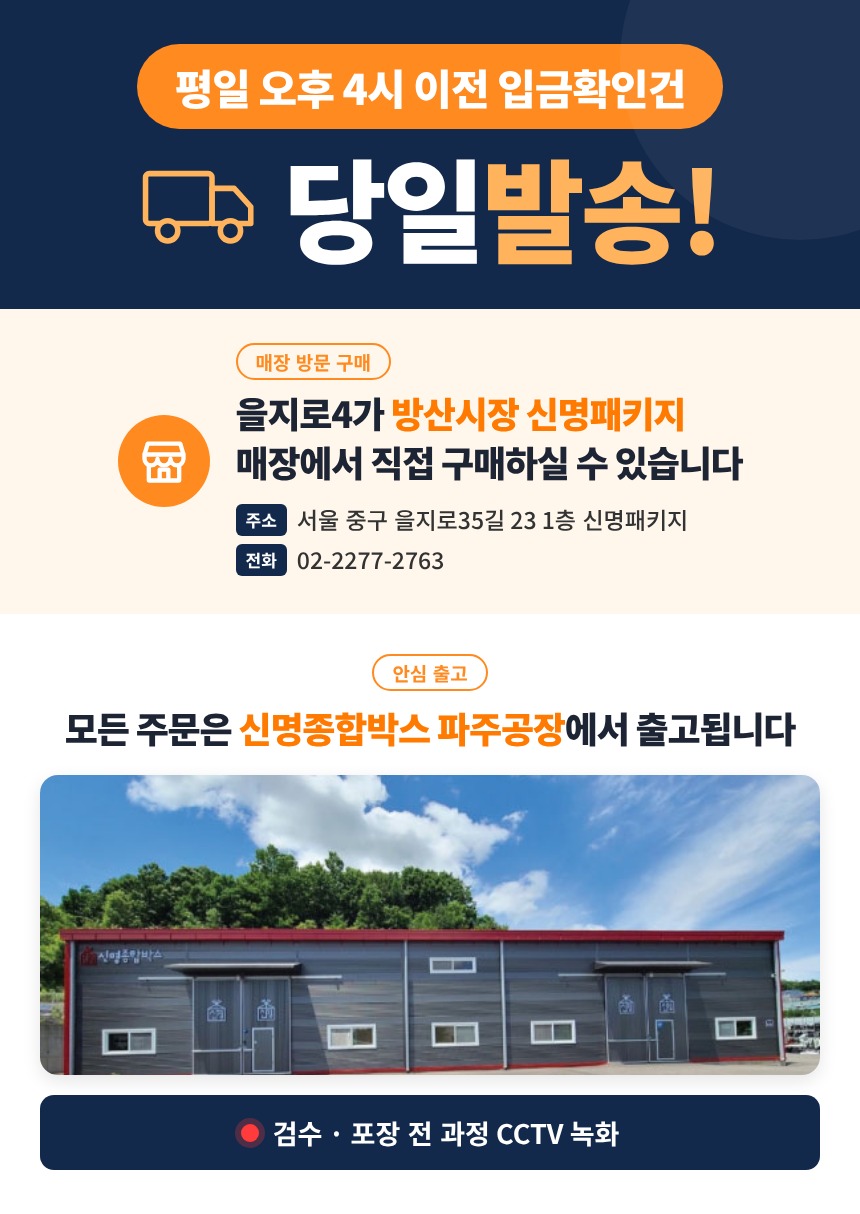 평일 오후 4시 이전 입금확인건
당일발송!
매장 방문 구매
을지로4가 방산시장 신명패키지
매장에서 직접 구매하실 수 있습니다
주소 서울 중구 을지로35길 23 1층 신명패키지
전화 02-2277-2763
안심 출고
모든 주문은 신명종합박스 파주공장에서 출고됩니다
신명종합박스
검수 · 포장 전 과정 CCTV 녹화